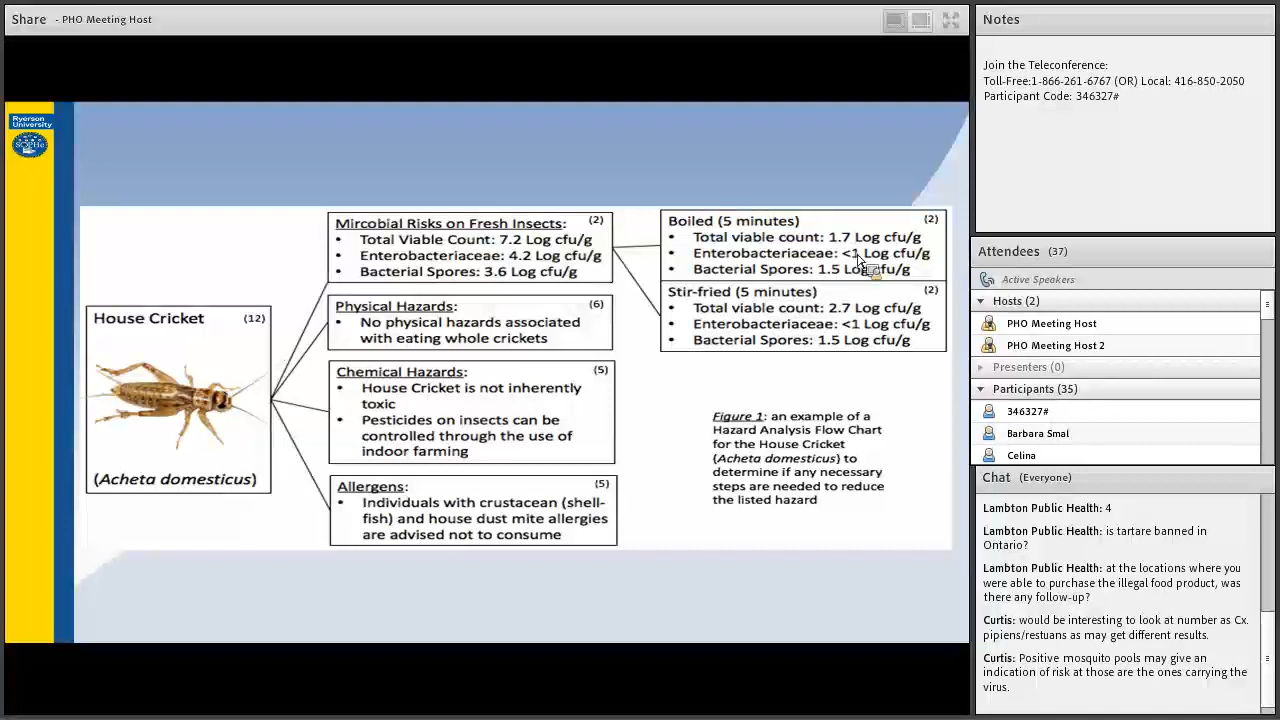 Share - PHO Meeting Host
Ryerson
University
SOPHe
House Cricket (12)
(Acheta domesticus)
Mircobial Risks on Fresh Insects: (2)
• Total Viable Count: 7.2 Log cfu/g
• Enterobacteriaceae: 4.2 Log cfu/g
• Bacterial Spores: 3.6 Log cfu/g
Physical Hazards: (6)
• No physical hazards associated
with eating whole crickets
Chemical Hazards: (5)
• House Cricket is not inherently
toxic
• Pesticides on insects can be
controlled through the use of
indoor farming
Allergens: (5)
• Individuals with crustacean (shell-
fish) and house dust mite allergies
are advised not to consume
Boiled (5 minutes) (2)
• Total viable count: 1.7 Log cfu/g
• Enterobacteriaceae: <1 Log cfu/g
• Bacterial Spores: 1.5 Log cfu/g
Stir-fried (5 minutes) (2)
• Total viable count: 2.7 Log cfu/g
• Enterobacteriaceae: <1 Log cfu/g
• Bacterial Spores: 1.5 Log cfu/g
Figure 1: an example of a
Hazard Analysis Flow Chart
for the House Cricket
(Acheta domesticus) to
determine if any necessary
steps are needed to reduce
the listed hazard
Notes
Join the Teleconference:
Toll-Free:1-866-261-6767 (OR) Local: 416-850-2050
Participant Code: 346327#
Attendees (37)
Active Speakers
Hosts (2)
PHO Meeting Host
PHO Meeting Host 2
Presenters (0)
Participants (35)
346327#
Barbara Smal
Celina
Chat (Everyone)
Lambton Public Health: 4
Lambton Public Health: is tartare banned in
Ontario?
Lambton Public Health: at the locations where you
were able to purchase the illegal food product, was
there any follow-up?
Curtis: would be interesting to look at number as Cx.
pipiens/restuans as may get different results.
Curtis: Positive mosquito pools may give an
indication of risk at those are the ones carrying the
virus.